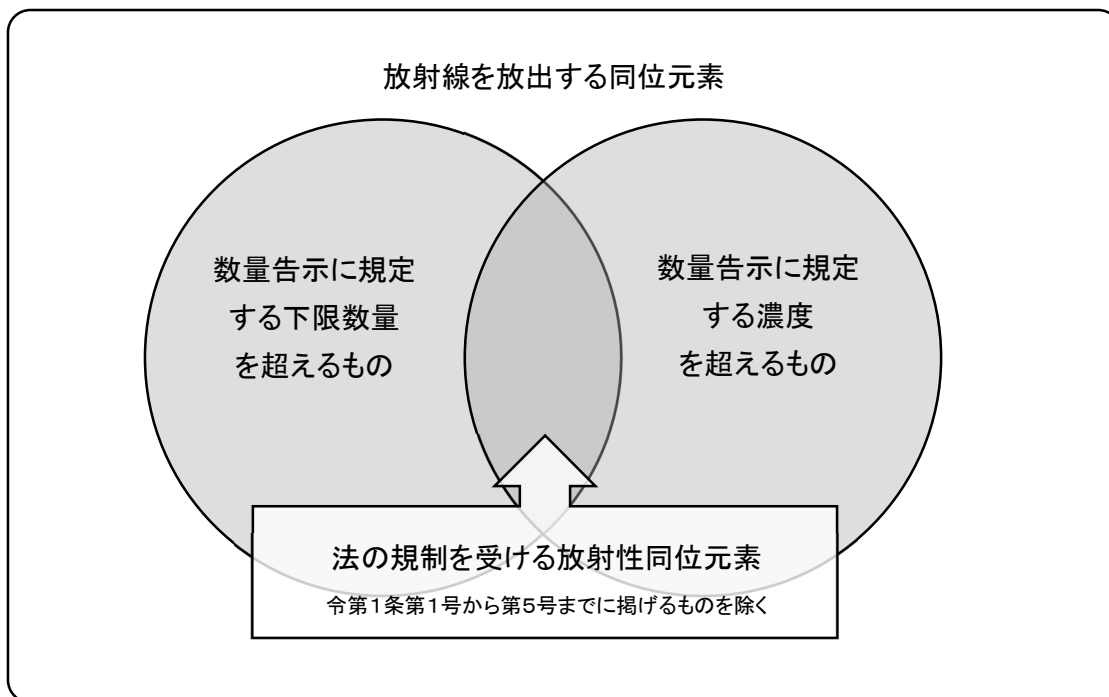 放射線を放出する同位元素
数量告示に規定
する下限数量
を超えるもの
数量告示に規定
する濃度
を超えるもの
法の規制を受ける放射性同位元素
令第１条第１号から第５号までに掲げるものを除く